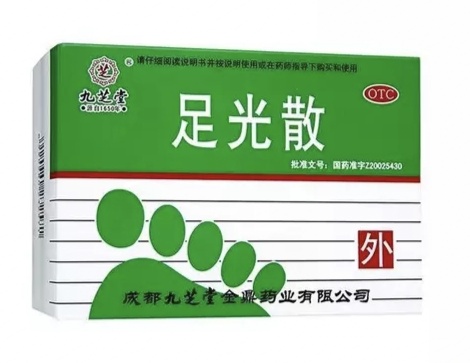 请仔细阅读说明书并按说明使用或在药师指导下购买和使用
芝
R
九芝堂
源自1650年
OTC
足光散
批准文号：国药准字Z20025430
外
成都九芝堂金鼎药业有限公司